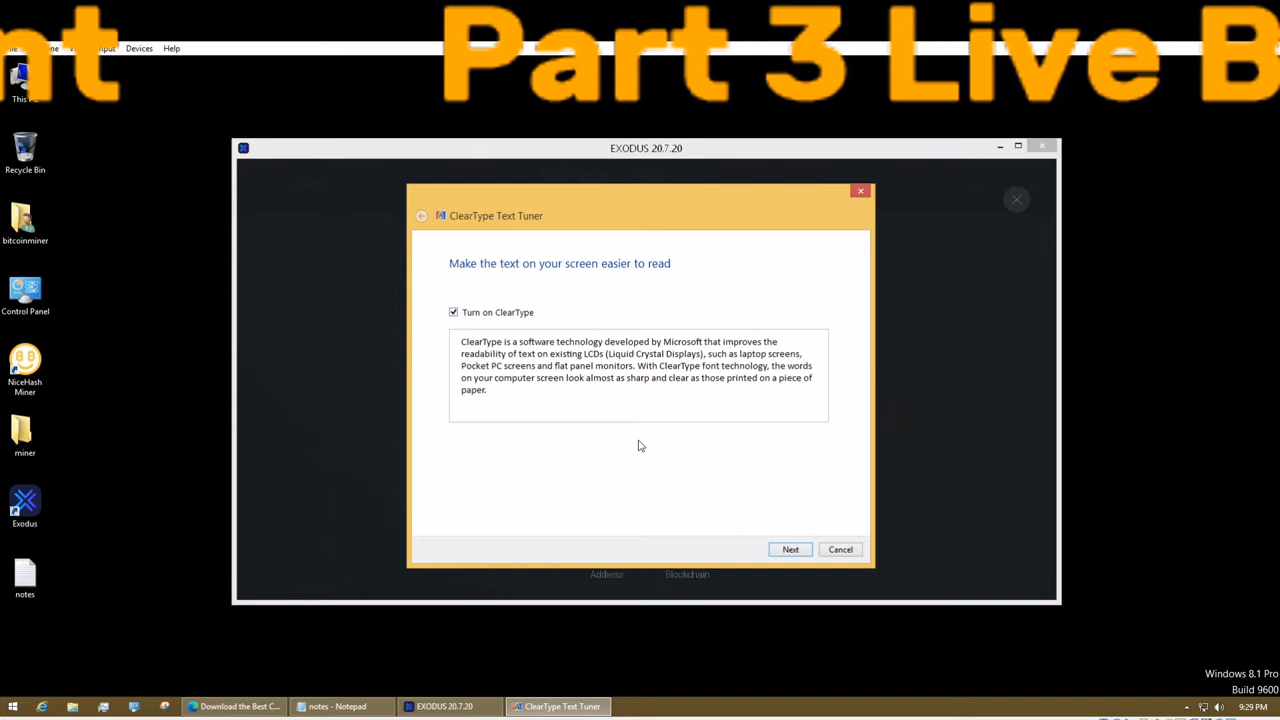 nt Part 3 Live B
Devices Help
This PC
Recycle Bin
bitcoinminer
Control Panel
NiceHash
Miner
miner
Exodus
notes
EXODUS 20.7.20
ClearType Text Tuner
Make the text on your screen easier to read
Turn on ClearType
ClearType is a software technology developed by Microsoft that improves the
readability of text on existing LCDs (Liquid Crystal Displays), such as laptop screens,
Pocket PC screens and flat panel monitors. With ClearType font technology, the words
on your computer screen look almost as sharp and clear as those printed on a piece of
paper.
Next Cancel
Address Blockchain
Windows 8.1 Pro
Build 9600
Download the Best C... notes - Notepad EXODUS 20.7.20 ClearType Text Tuner 9:29 PM